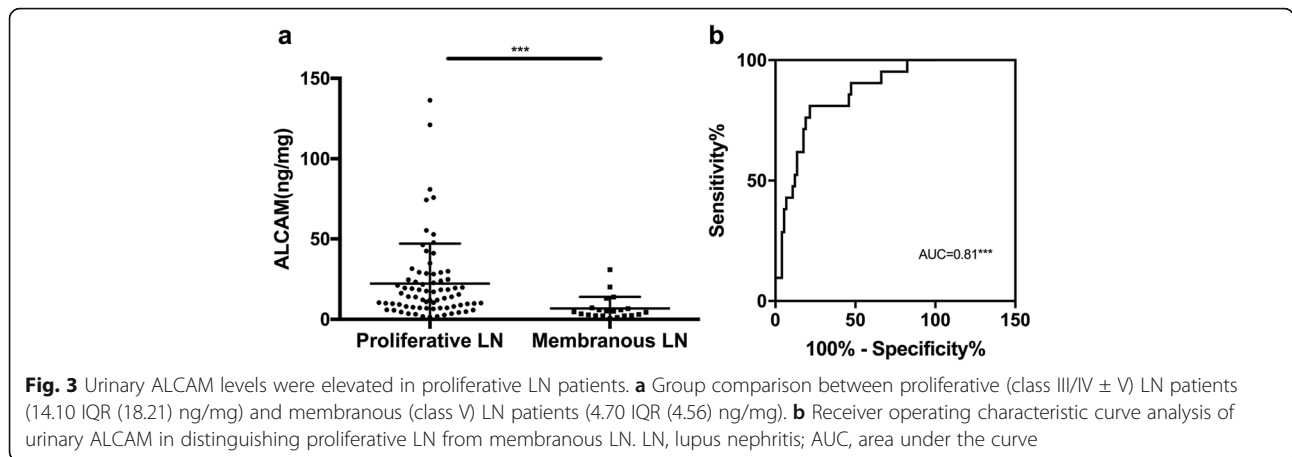 a
***
150
100
50
0
ALCAM(ng/mg)
Proliferative LN Membranous LN
b
100
50
0
Sensitivity%
AUC=0.81***
0 50 100 150
100% - Specificity%
Fig. 3 Urinary ALCAM levels were elevated in proliferative LN patients. a Group comparison between proliferative (class III/IV ± V) LN patients
(14.10 IQR (18.21) ng/mg) and membranous (class V) LN patients (4.70 IQR (4.56) ng/mg). b Receiver operating characteristic curve analysis of
urinary ALCAM in distinguishing proliferative LN from membranous LN. LN, lupus nephritis; AUC, area under the curve